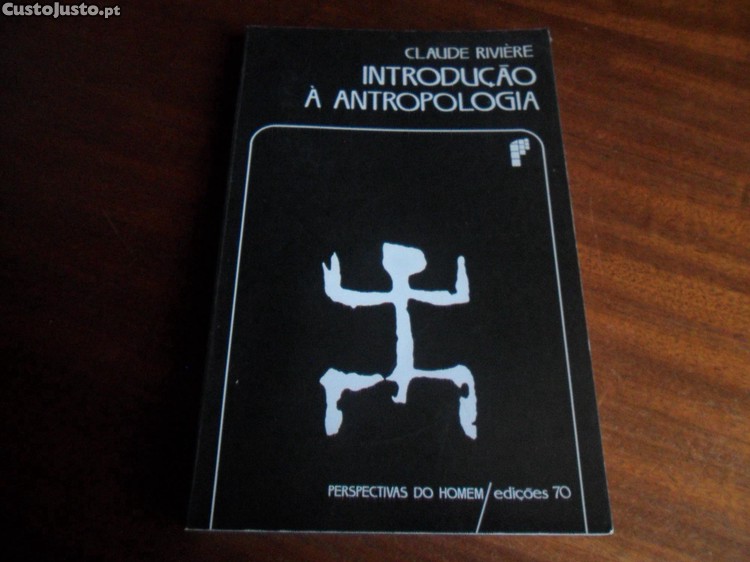 CustoJusto.pt
CLAUDE RIVIÈRE
INTRODUÇÃO
À ANTROPOLOGIA
PERSPECTIVAS DO HOMEM / edições 70